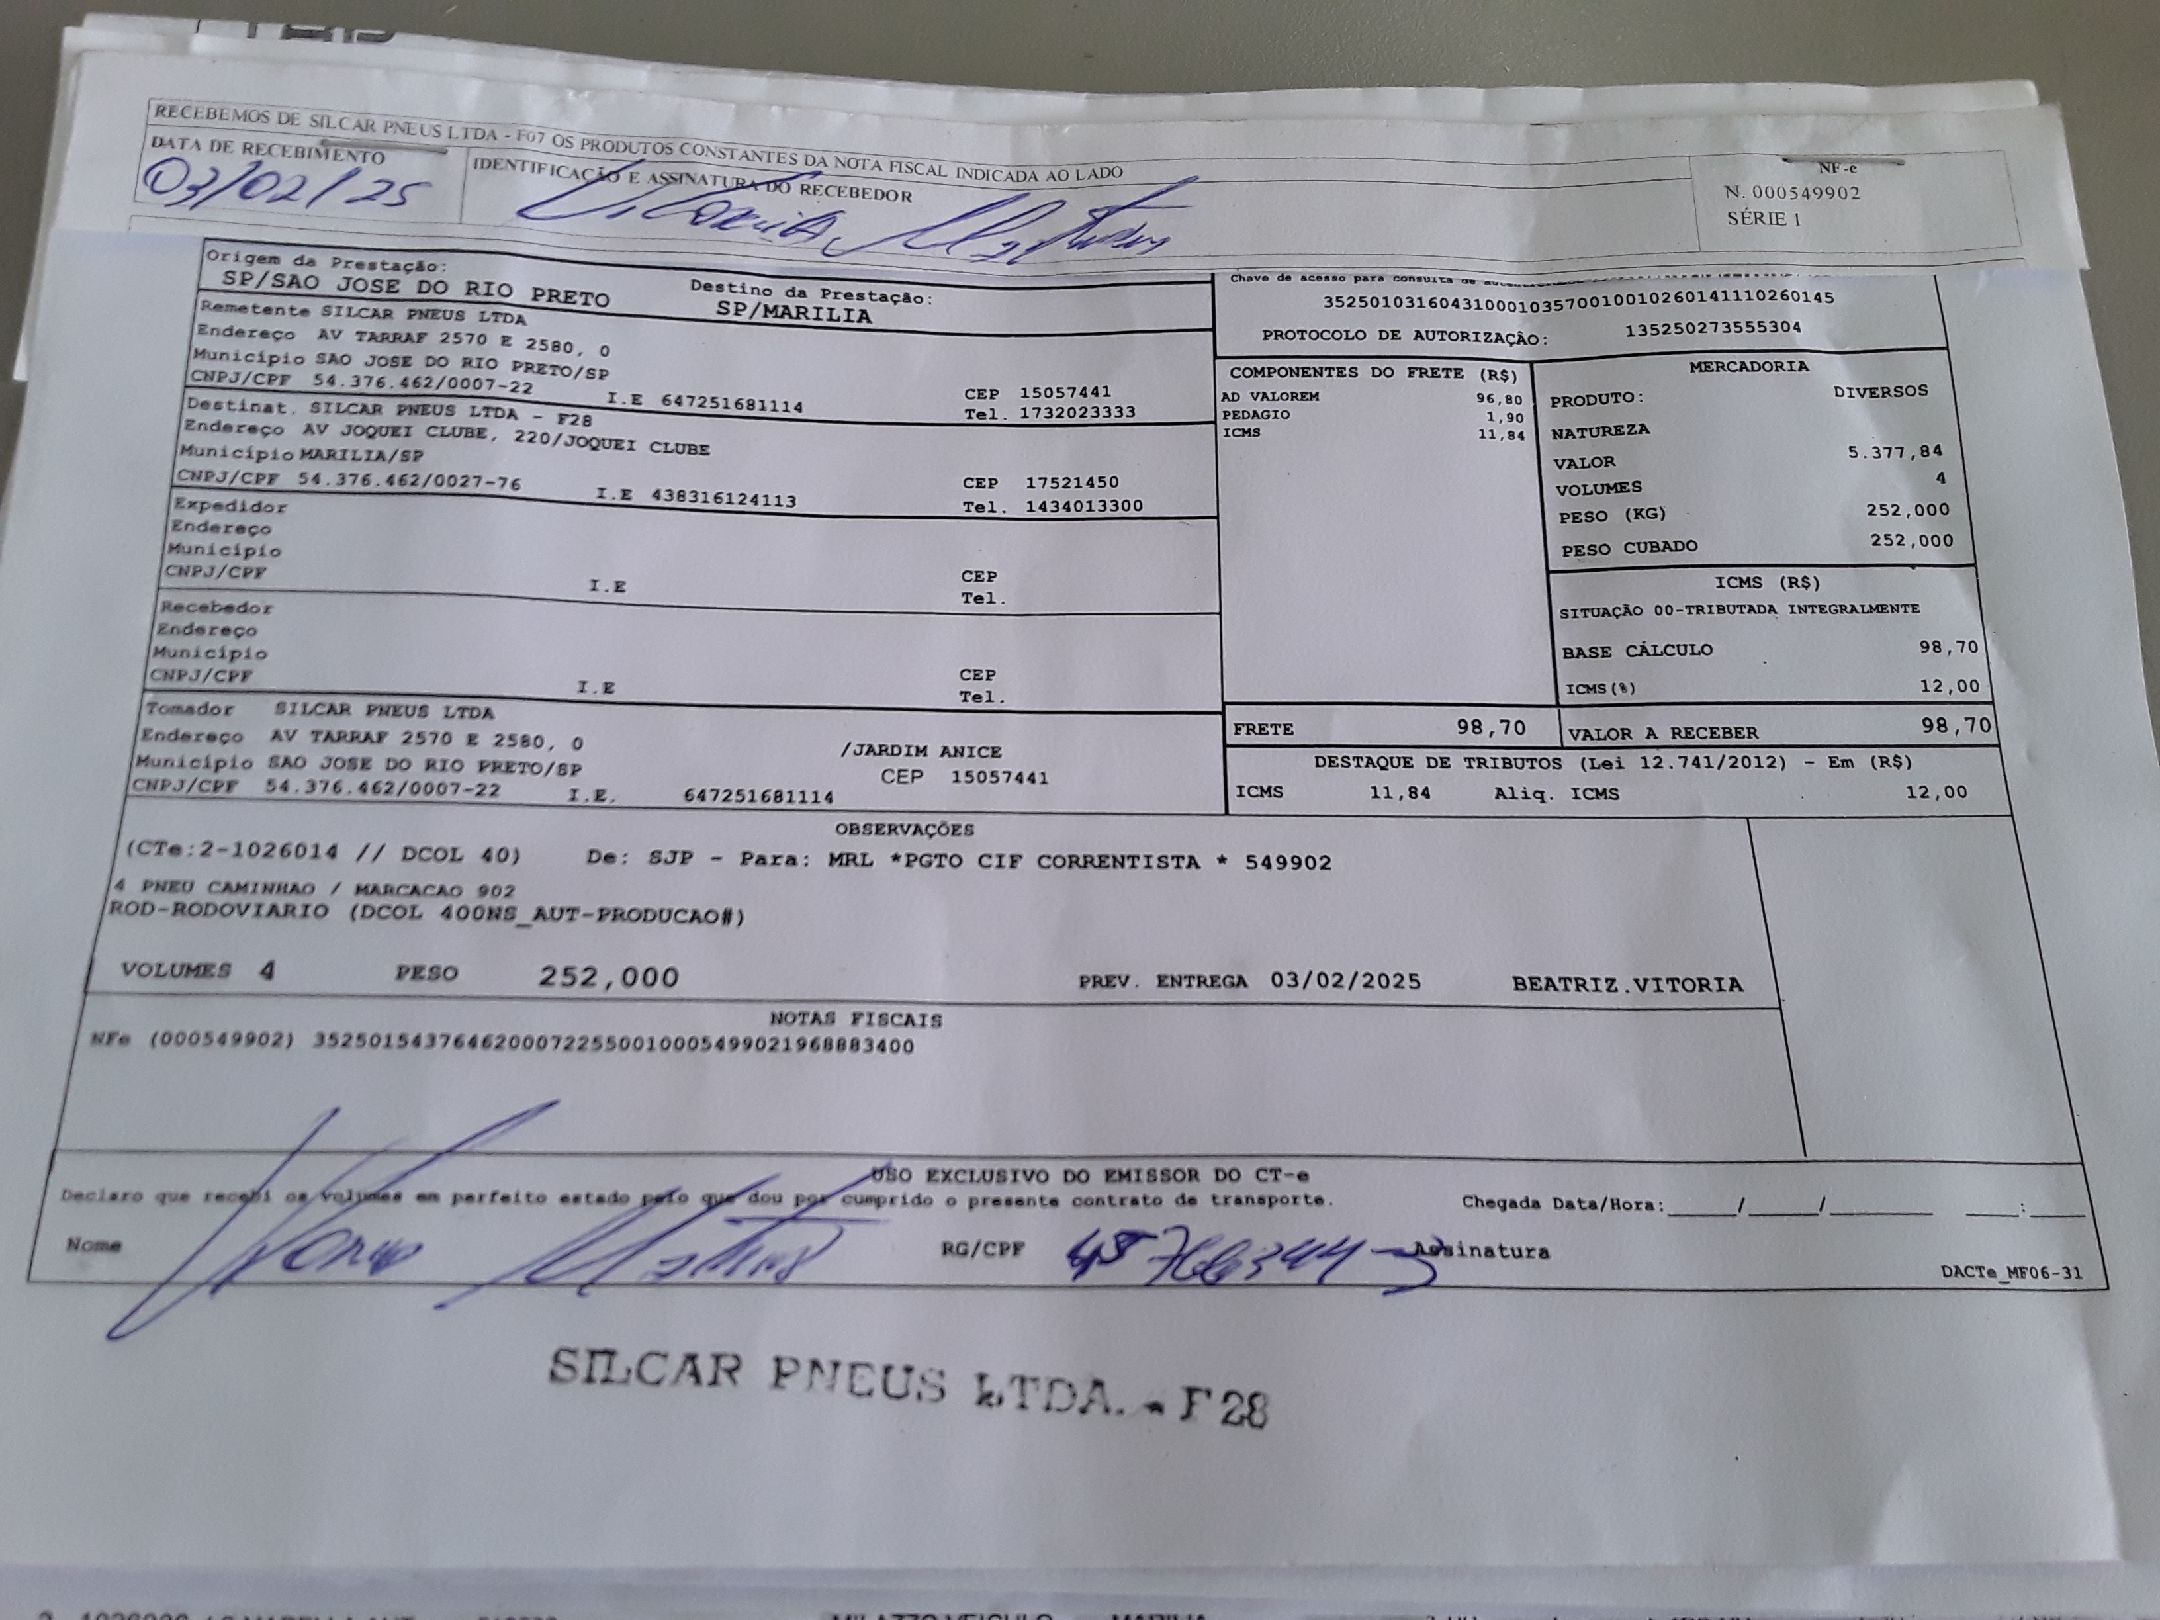 RECEBEMOS DE SILCAR PNEUS LTDA - F07 OS PRODUTOS CONSTANTES DA NOTA FISCAL INDICADA AO LADO
DATA DE RECEBIMENTO
03/02/25
IDENTIFICAÇÃO E ASSINATURA DO RECEBEDOR
NF-e
N. 000549902
SÉRIE 1
Origem da Prestação:
SP/SAO JOSE DO RIO PRETO
Destino da Prestação:
SP/MARILIA
Remetente SILCAR PNEUS LTDA
Endereço AV TARRAF 2570 E 2580, 0
Município SAO JOSE DO RIO PRETO/SP
CNPJ/CPF 54.376.462/0007-22 I.E 647251681114
CEP 15057441
Tel. 1732023333
Destinat. SILCAR PNEUS LTDA - F28
Endereço AV JOQUEI CLUBE, 220/JOQUEI CLUBE
Município MARILIA/SP
CNPJ/CPF 54.376.462/0027-76 I.E 438316124113
CEP 17521450
Tel. 1434013300
Expedidor
Endereço
Município
CNPJ/CPF I.E
CEP
Tel.
Recebedor
Endereço
Município
CNPJ/CPF I.E
CEP
Tel.
Tomador SILCAR PNEUS LTDA
Endereço AV TARRAF 2570 E 2580, 0 /JARDIM ANICE
Município SAO JOSE DO RIO PRETO/SP CEP 15057441
CNPJ/CPF 54.376.462/0007-22 I.E. 647251681114
Chave de acesso para consulta de
35250103160431000103570010010260141110260145
PROTOCOLO DE AUTORIZAÇÃO: 135250273555304
COMPONENTES DO FRETE (R$)
AD VALOREM 96,80
PEDAGIO 1,90
ICMS 11,84
MERCADORIA
PRODUTO: DIVERSOS
NATUREZA
VALOR 5.377,84
VOLUMES 4
PESO (KG) 252,000
PESO CUBADO 252,000
ICMS (R$)
SITUAÇÃO 00-TRIBUTADA INTEGRALMENTE
BASE CÁLCULO 98,70
ICMS(%) 12,00
FRETE 98,70
VALOR A RECEBER 98,70
DESTAQUE DE TRIBUTOS (Lei 12.741/2012) - Em (R$)
ICMS 11,84 Aliq. ICMS 12,00
OBSERVAÇÕES
(CTe:2-1026014 // DCOL 40) De: SJP - Para: MRL *PGTO CIF CORRENTISTA * 549902
4 PNEU CAMINHAO / MARCACAO 902
ROD-RODOVIARIO (DCOL 400NS_AUT-PRODUCAO#)
VOLUMES 4 PESO 252,000 PREV. ENTREGA 03/02/2025 BEATRIZ.VITORIA
NOTAS FISCAIS
NFe (000549902) 35250154376462000722550010005499021968883400
USO EXCLUSIVO DO EMISSOR DO CT-e
Declaro que recebi os volumes em perfeito estado pelo que dou por cumprido o presente contrato de transporte.
Chegada Data/Hora:_____/_____/_______ ____:____
Nome
RG/CPF
Assinatura
DACTe_MF06-31
SILCAR PNEUS LTDA. - F28